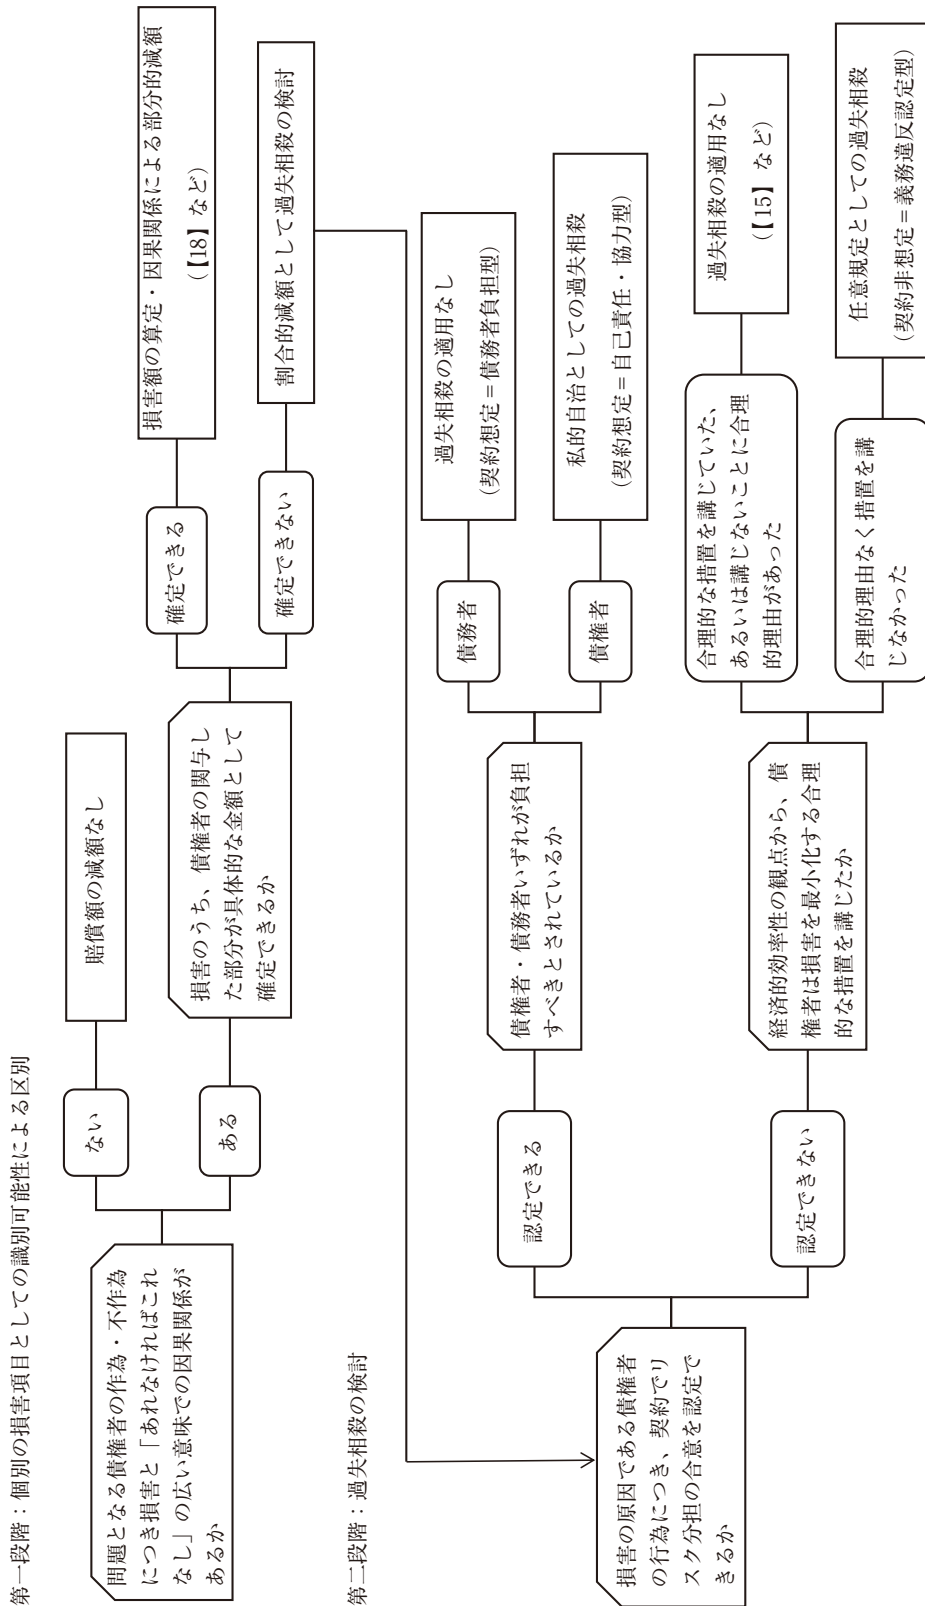 第一段階：個別の損害項目としての識別可能性による区別
問題となる債権者の作為・不作為
につき損害と「あれなければこれ
なし」の広い意味での因果関係が
あるか
ない
賠償額の減額なし
ある
損害のうち、債権者の関与し
た部分が具体的な金額として
確定できるか
確定できる
損害額の算定・因果関係による部分的減額
（【18】など）
確定できない
割合的減額として過失相殺の検討
第二段階：過失相殺の検討
損害の原因である債権者
の行為につき、契約でリ
スク分担の合意を認定で
きるか
認定できる
債権者・債務者いずれが負担
すべきとされているか
債務者
過失相殺の適用なし
（契約想定＝債務者負担型）
債権者
私的自治としての過失相殺
（契約想定＝自己責任・協力型）
認定できない
経済的効率性の観点から、債
権者は損害を最小化する合理
的な措置を講じたか
合理的な措置を講じていた、
あるいは講じないことに合理
的理由があった
過失相殺の適用なし
（【15】など）
合理的理由なく措置を講
じなかった
任意規定としての過失相殺
（契約非想定＝義務違反認定型）